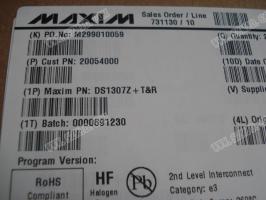 MAXIM Sales Order / Line
731130 / 10
(K) PO.No: M299010059
(Q) Quantity:
(P) Cust PN: 20054000
(10D) Date
(1P) Maxim PN: DS1307Z+T&R
(V) Supplie
(1T) Batch: 0000891230
(4L) Orig
Program Version:
RoHS
Compliant
HF
Halogen
Pb
2nd Level Interconnect
Category: e3